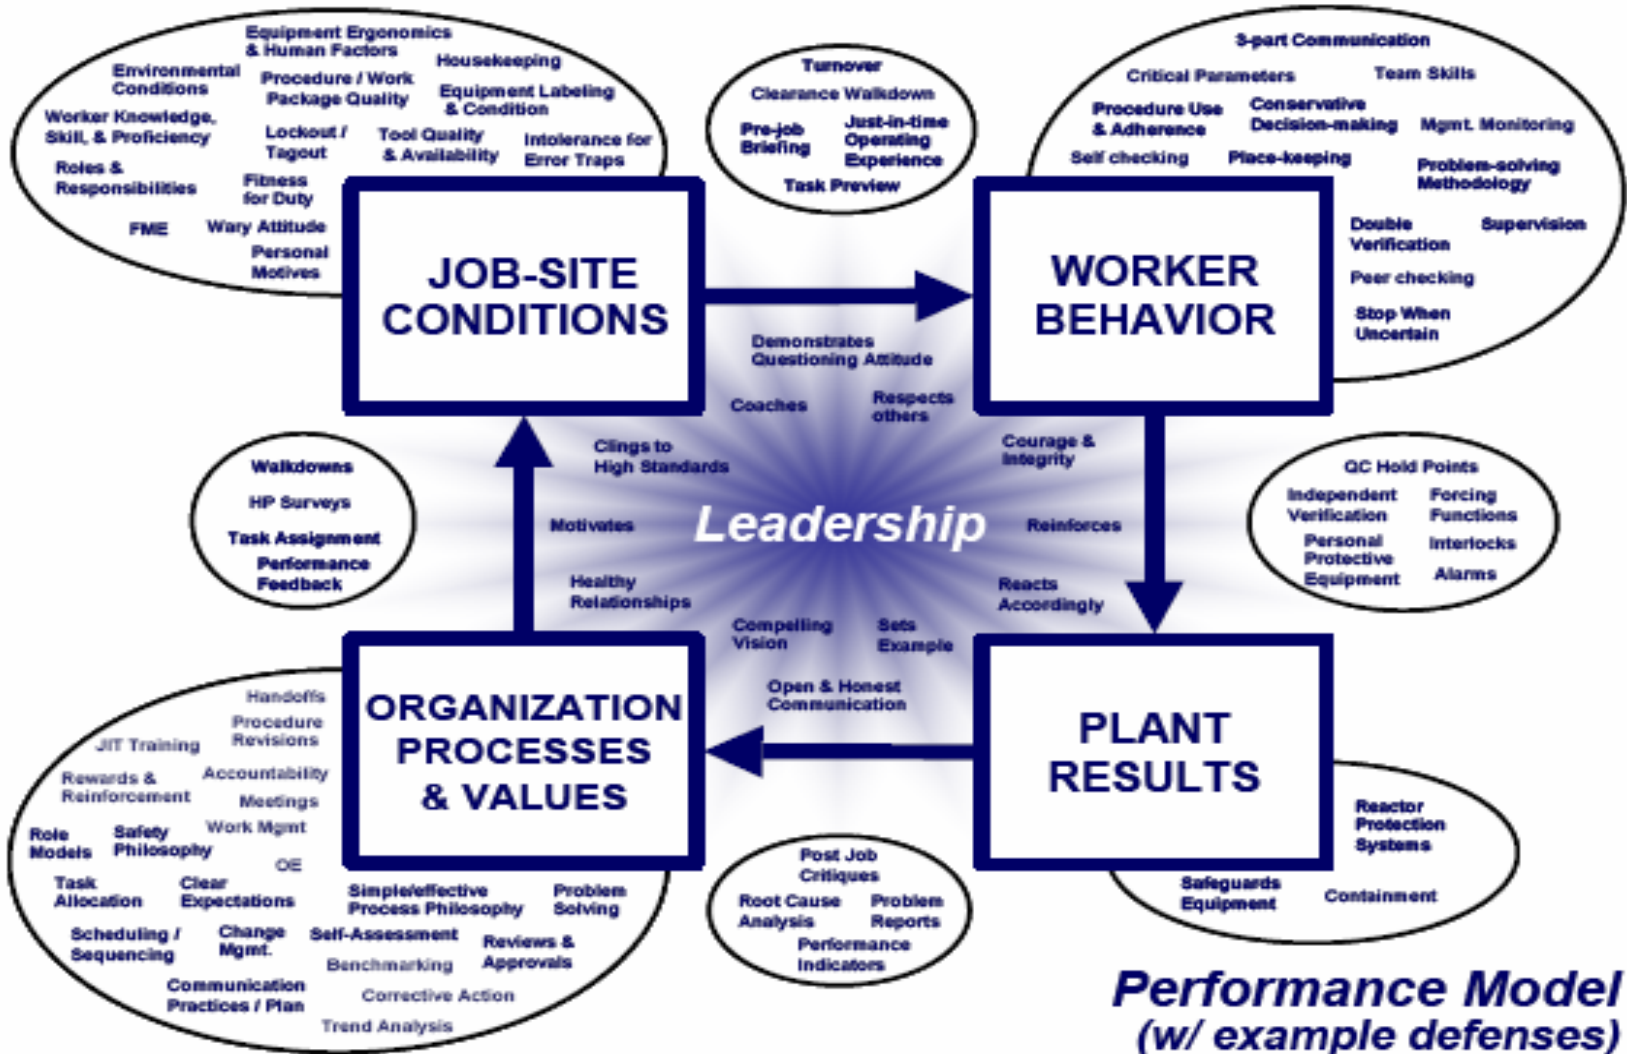 Equipment Ergonomics
& Human Factors
Housekeeping
Environmental
Conditions
Procedure / Work
Package Quality
Equipment Labeling
& Condition
Worker Knowledge,
Skill, & Proficiency
Lockout /
Tagout
Tool Quality
& Availability
Intolerance for
Error Traps
Roles &
Responsibilities
Fitness
for Duty
FME
Wary Attitude
Personal
Motives
JOB-SITE
CONDITIONS
Turnover
Clearance Walkdown
Pre-job
Briefing
Just-in-time
Operating
Experience
Task Preview
3-part Communication
Critical Parameters
Team Skills
Procedure Use
& Adherence
Conservative
Decision-making
Mgmt. Monitoring
Self checking
Place-keeping
Problem-solving
Methodology
Double
Verification
Supervision
Peer checking
Stop When
Uncertain
WORKER
BEHAVIOR
Demonstrates
Questioning Attitude
Coaches
Respects
others
Clings to
High Standards
Courage &
Integrity
Motivates
Leadership
Reinforces
Healthy
Relationships
Reacts
Accordingly
Compelling
Vision
Sets
Example
Open & Honest
Communication
Walkdowns
HP Surveys
Task Assignment
Performance
Feedback
QC Hold Points
Independent
Verification
Forcing
Functions
Personal
Protective
Equipment
Interlocks
Alarms
ORGANIZATION
PROCESSES
& VALUES
Handoffs
Procedure
Revisions
JIT Training
Rewards &
Reinforcement
Accountability
Meetings
Role
Models
Safety
Philosophy
Work Mgmt
OE
Task
Allocation
Clear
Expectations
Simple/effective
Process Philosophy
Problem
Solving
Scheduling /
Sequencing
Change
Mgmt.
Self-Assessment
Reviews &
Approvals
Benchmarking
Communication
Practices / Plan
Corrective Action
Trend Analysis
Post Job
Critiques
Root Cause
Analysis
Problem
Reports
Performance
Indicators
PLANT
RESULTS
Reactor
Protection
Systems
Safeguards
Equipment
Containment
Performance Model
(w/ example defenses)